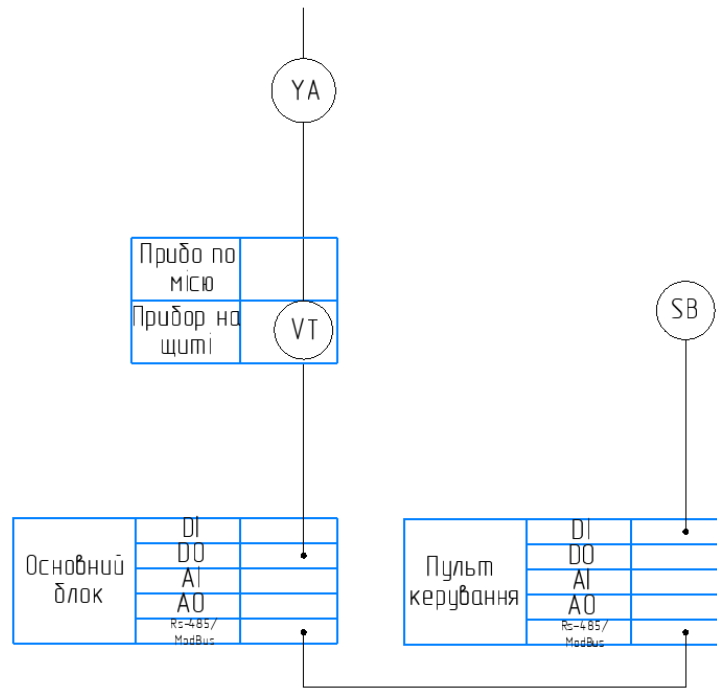 YA
Прибо по
місю
Прибор на
щиті
VT
SB
Основний
блок
DI
DO
AI
AO
Rs-485/
ModBus
Пульт
керування
DI
DO
AI
AO
Rs-485/
ModBus